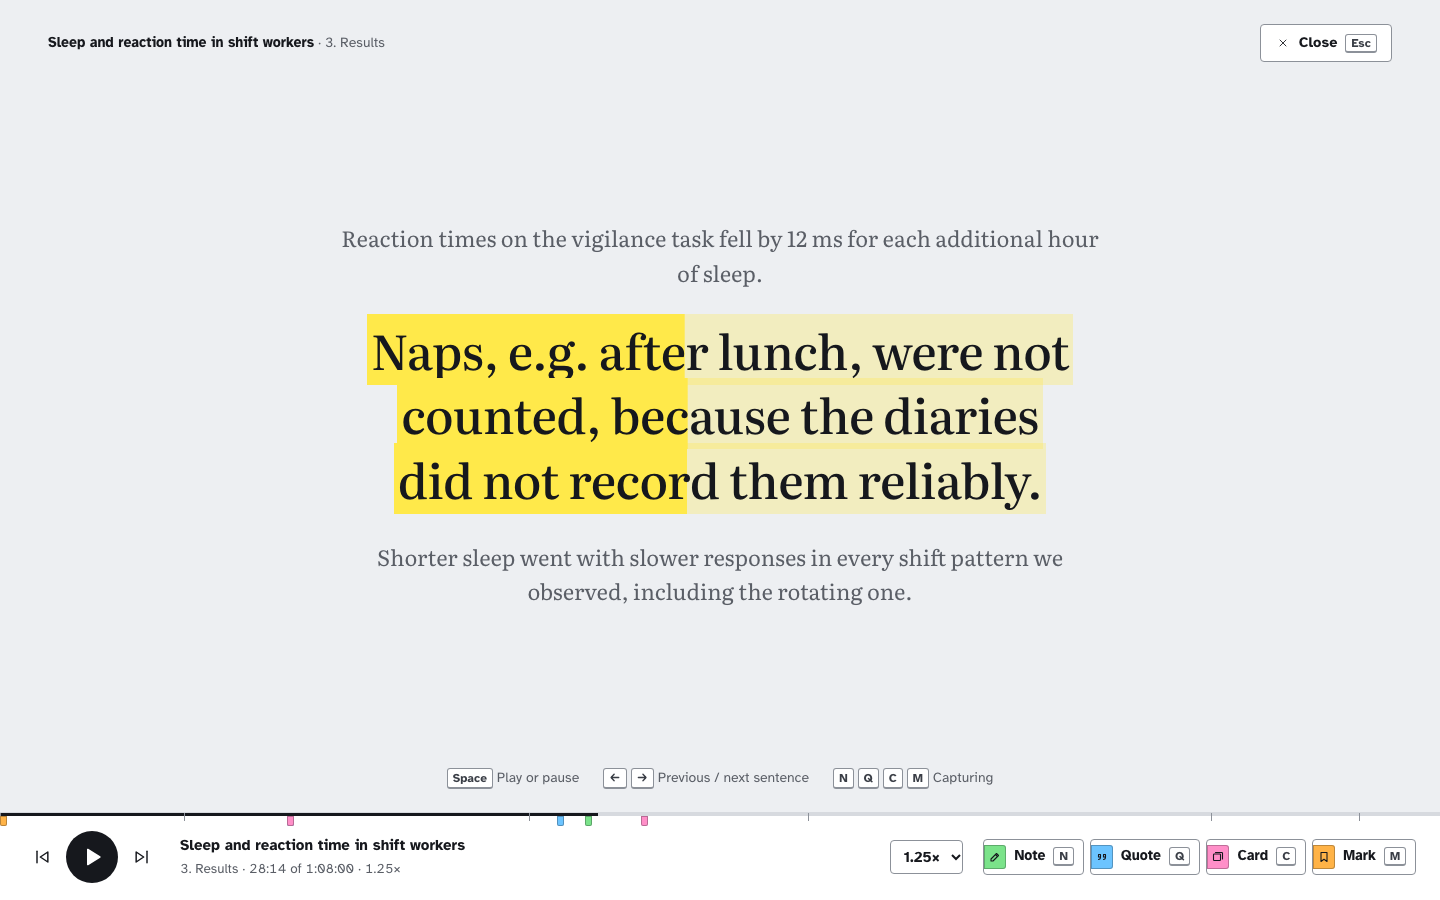 Sleep and reaction time in shift workers · 3. Results
× Close Esc
Reaction times on the vigilance task fell by 12 ms for each additional hour
of sleep.
Naps, e.g. after lunch, were not
counted, because the diaries
did not record them reliably.
Shorter sleep went with slower responses in every shift pattern we
observed, including the rotating one.
Space Play or pause ← → Previous / next sentence N Q C M Capturing
Sleep and reaction time in shift workers
3. Results · 28:14 of 1:08:00 · 1.25×
1.25× Note N Quote Q Card C Mark M